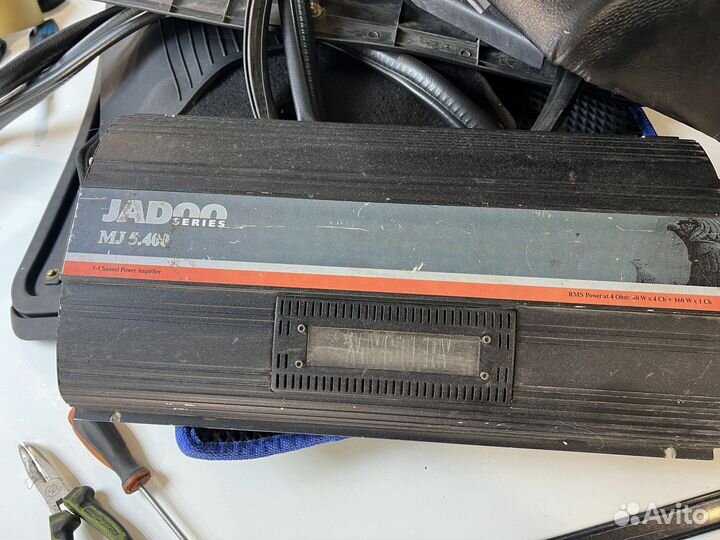 JADOO
SERIES
MJ 5.400
5-Channel Power Amplifier
RMS Power at 4 Ohm: 40 W x 4 Ch + 160 W x 1 Ch
Avito